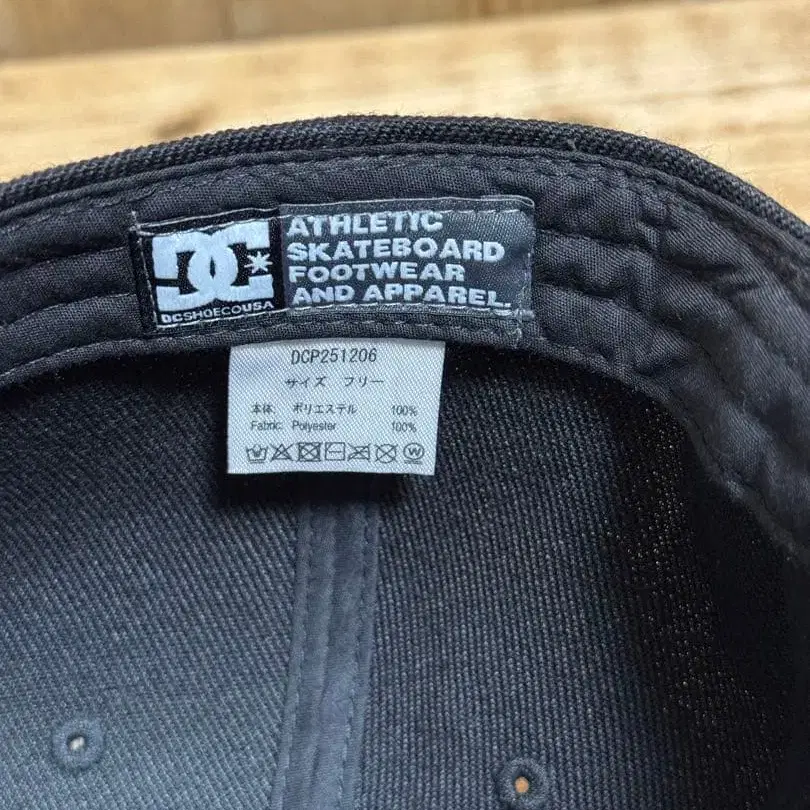 DC
DCSHOECOUSA
ATHLETIC
SKATEBOARD
FOOTWEAR
AND APPAREL.
DCP251206
サイズ フリー
本体: ポリエステル 100%
Fabric: Polyester 100%
W